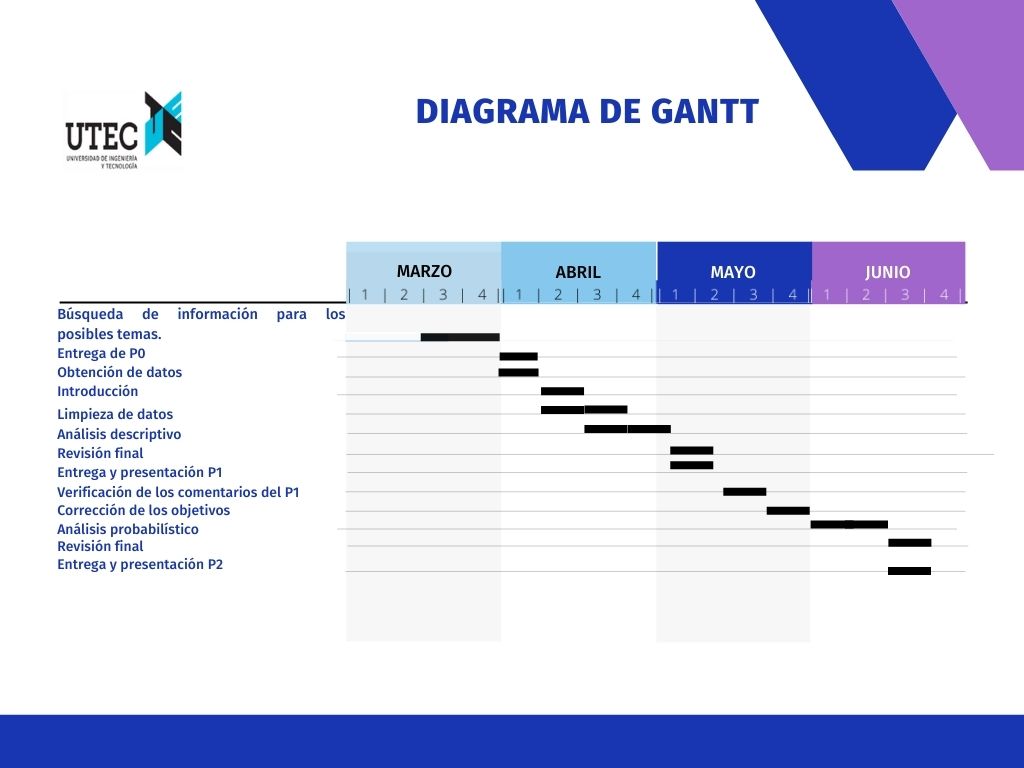 DIAGRAMA DE GANTT
UTEC
UNIVERSIDAD DE INGENIERÍA
Y TECNOLOGÍA
MARZO ABRIL MAYO JUNIO
| 1 | 2 | 3 | 4 || 1 | 2 | 3 | 4 || 1 | 2 | 3 | 4 || 1 | 2 | 3 | 4 |
Búsqueda de información para los
posibles temas.
Entrega de P0
Obtención de datos
Introducción
Limpieza de datos
Análisis descriptivo
Revisión final
Entrega y presentación P1
Verificación de los comentarios del P1
Corrección de los objetivos
Análisis probabilístico
Revisión final
Entrega y presentación P2